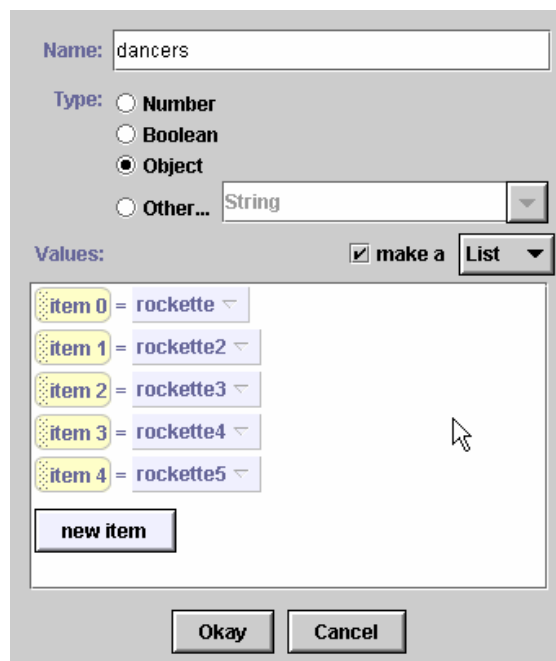 Name: dancers
Type: Number
Boolean
Object
Other... String
Values: make a List
item 0 = rockette
item 1 = rockette2
item 2 = rockette3
item 3 = rockette4
item 4 = rockette5
new item
Okay Cancel